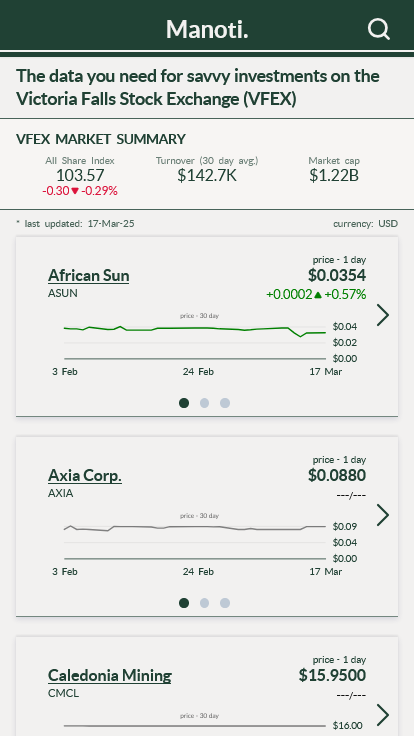 Manoti.
The data you need for savvy investments on the
Victoria Falls Stock Exchange (VFEX)
VFEX MARKET SUMMARY
All Share Index
103.57
-0.30▼-0.29%
Turnover (30 day avg.)
$142.7K
Market cap
$1.22B
* last updated: 17-Mar-25
currency: USD
African Sun
ASUN
price - 1 day
$0.0354
+0.0002▲+0.57%
price - 30 day
$0.04
$0.02
$0.00
3 Feb
24 Feb
17 Mar
Axia Corp.
AXIA
price - 1 day
$0.0880
---/---
price - 30 day
$0.09
$0.04
$0.00
3 Feb
24 Feb
17 Mar
Caledonia Mining
CMCL
price - 1 day
$15.9500
---/---
price - 30 day
$16.00